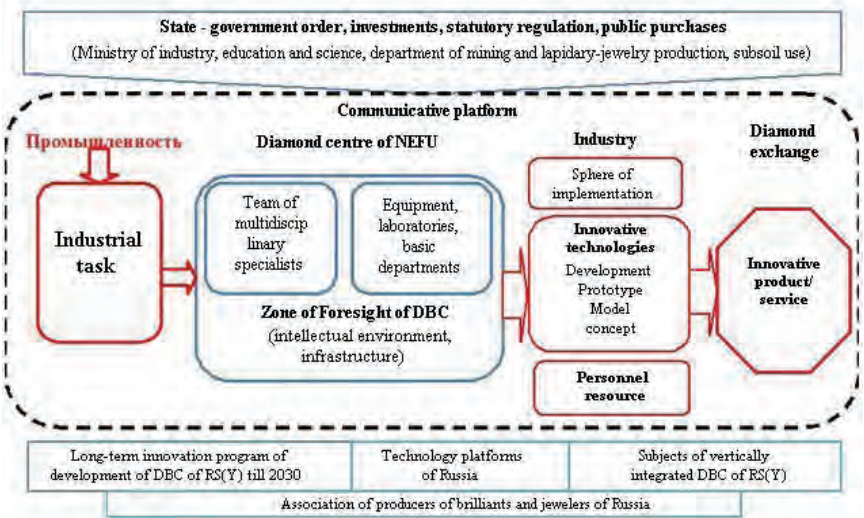 State - government order, investments, statutory regulation, public purchases
(Ministry of industry, education and science, department of mining and lapidary-jewelry production, subsoil use)
Communicative platform
Промышленность
Diamond centre of NEFU
Industry
Diamond
exchange
Industrial
task
Team of
multidiscip
linary
specialists
Equipment,
laboratories,
basic
departments
Zone of Foresight of DBC
(intellectual environment,
infrastructure)
Sphere of
implementation
Innovative
technologies
Development
Prototype
Model
concept
Personnel
resource
Innovative
product/
service
Long-term innovation program of
development of DBC of RS(Y) till 2030
Technology platforms
of Russia
Subjects of vertically
integrated DBC of RS(Y)
Association of producers of brilliants and jewelers of Russia